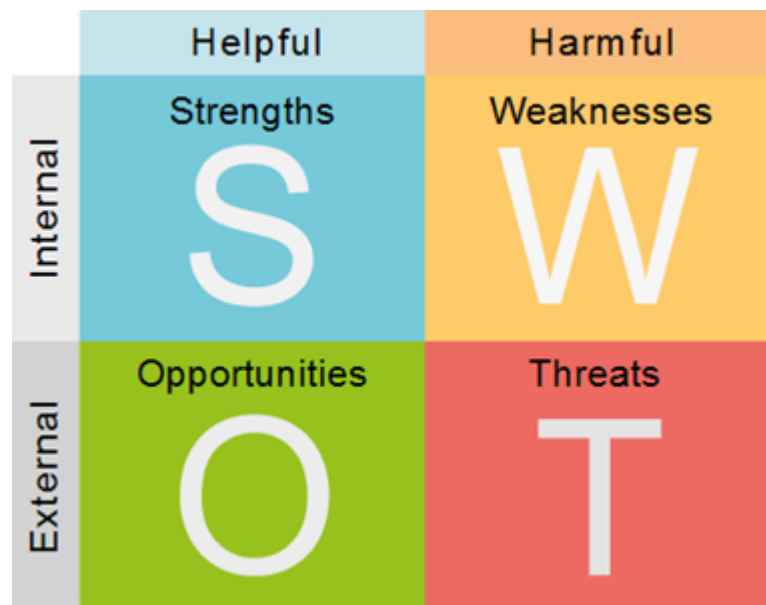 Helpful
Harmful
Internal
Strengths
S
Weaknesses
W
External
Opportunities
O
Threats
T